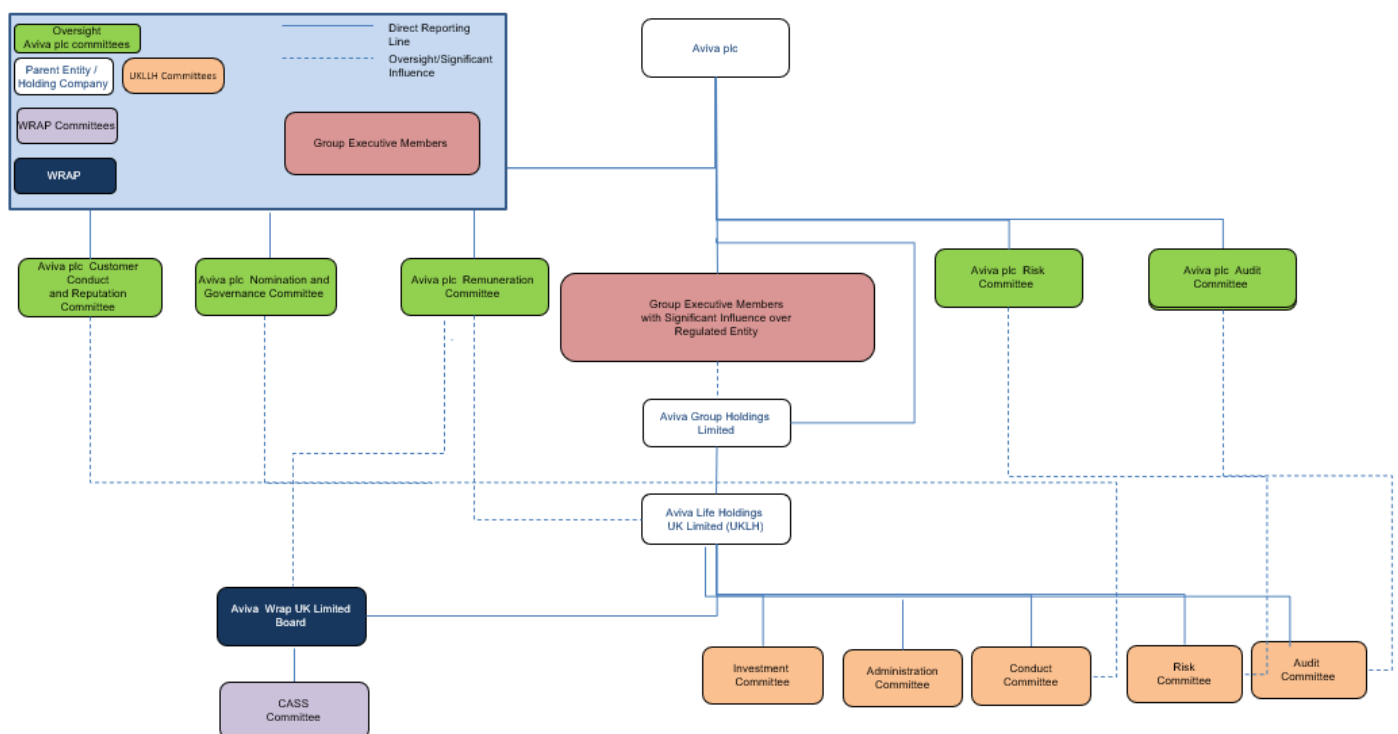 Oversight
Aviva plc committees
Direct Reporting
Line
Oversight/Significant
Influence
Parent Entity /
Holding Company
UKLLH Committees
WRAP Committees
Group Executive Members
WRAP
Aviva plc
Aviva plc Customer
Conduct
and Reputation
Committee
Aviva plc Nomination and
Governance Committee
Aviva plc Remuneration
Committee
Group Executive Members
with Significant Influence over
Regulated Entity
Aviva plc Risk
Committee
Aviva plc Audit
Committee
Aviva Group Holdings
Limited
Aviva Life Holdings
UK Limited (UKLH)
Aviva Wrap UK Limited
Board
CASS
Committee
Investment
Committee
Administration
Committee
Conduct
Committee
Risk
Committee
Audit
Committee